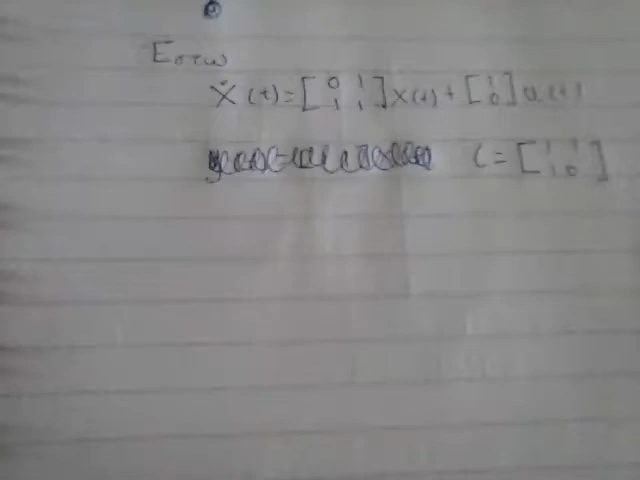 Εστω
Ẋ(t) = [0 1; 1 1] X(t) + [1; 0] u(t)
C = [1 1; 1 0]